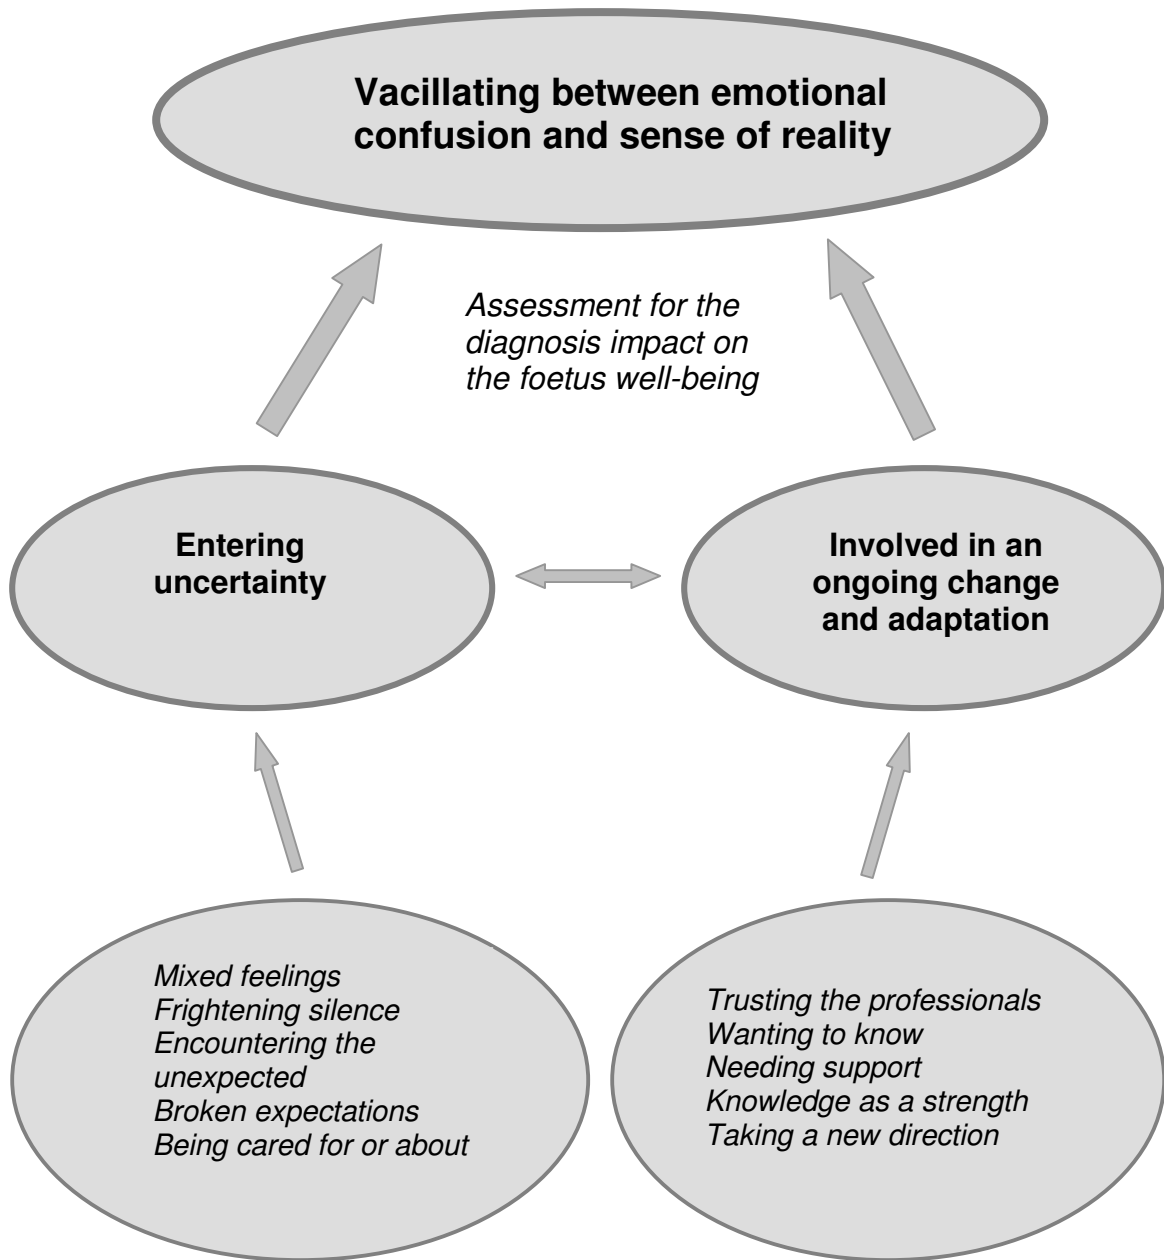 Vacillating between emotional
confusion and sense of reality
Assessment for the
diagnosis impact on
the foetus well-being
Entering
uncertainty
Involved in an
ongoing change
and adaptation
Mixed feelings
Frightening silence
Encountering the
unexpected
Broken expectations
Being cared for or about
Trusting the professionals
Wanting to know
Needing support
Knowledge as a strength
Taking a new direction